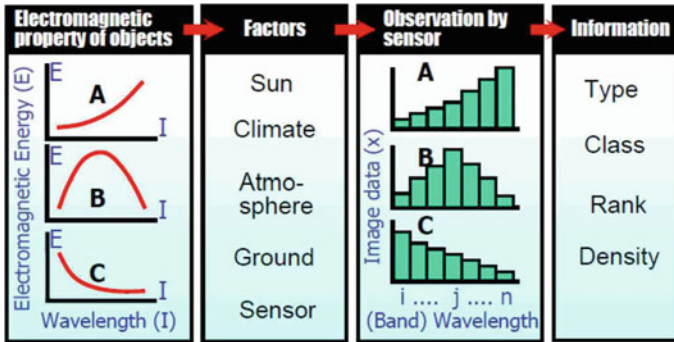 Electromagnetic
property of objects
Electromagnetic Energy (E)
E
A
I
E
B
I
E
C
I
Wavelength (I)
Factors
Sun
Climate
Atmo-
sphere
Ground
Sensor
Observation by
sensor
Image data (x)
A
B
C
i .... j .... n
(Band) Wavelength
Information
Type
Class
Rank
Density